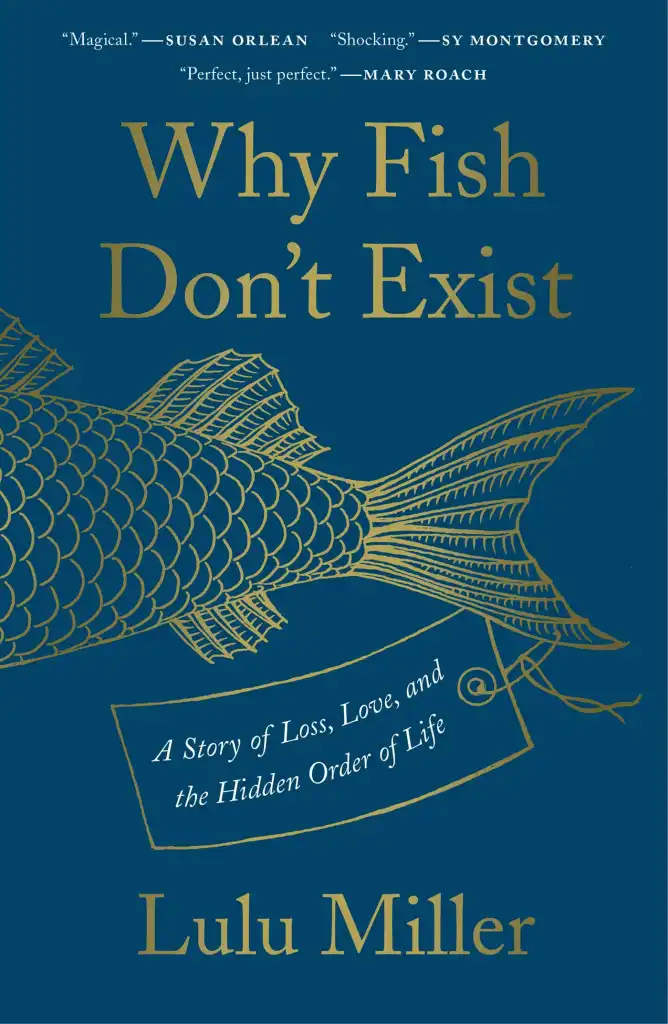 “Magical.”—SUSAN ORLEAN “Shocking.”—SY MONTGOMERY
“Perfect, just perfect.”—MARY ROACH
Why Fish
Don’t Exist
A Story of Loss, Love, and
the Hidden Order of Life
Lulu Miller